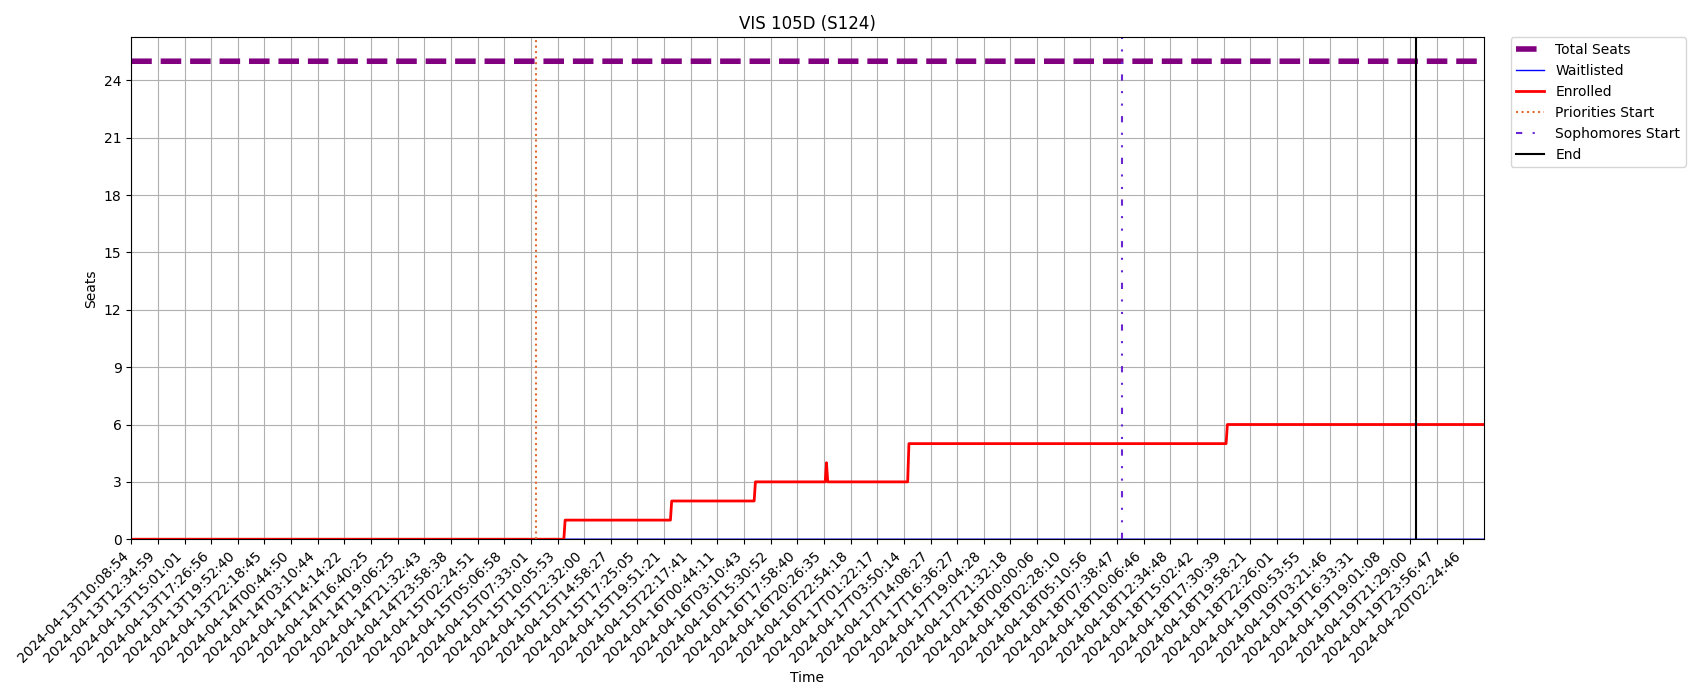 VIS 105D (S124)
Total Seats
Waitlisted
Enrolled
Priorities Start
Sophomores Start
End
Seats
24
21
18
15
12
9
6
3
0
2024-04-13T10:08:54
2024-04-13T12:34:59
2024-04-13T15:01:01
2024-04-13T17:26:56
2024-04-13T19:52:40
2024-04-13T22:18:45
2024-04-14T00:44:50
2024-04-14T03:10:44
2024-04-14T14:14:22
2024-04-14T16:40:25
2024-04-14T19:06:25
2024-04-14T21:32:43
2024-04-14T23:58:38
2024-04-15T02:24:51
2024-04-15T05:06:58
2024-04-15T07:33:01
2024-04-15T10:05:53
2024-04-15T12:32:00
2024-04-15T14:58:27
2024-04-15T17:25:05
2024-04-15T19:51:21
2024-04-15T22:17:41
2024-04-16T00:44:11
2024-04-16T03:10:43
2024-04-16T15:30:52
2024-04-16T17:58:40
2024-04-16T20:26:35
2024-04-16T22:54:18
2024-04-17T01:22:17
2024-04-17T03:50:14
2024-04-17T14:08:27
2024-04-17T16:36:27
2024-04-17T19:04:28
2024-04-17T21:32:18
2024-04-18T00:00:06
2024-04-18T02:28:10
2024-04-18T05:10:56
2024-04-18T07:38:47
2024-04-18T10:06:46
2024-04-18T12:34:48
2024-04-18T15:02:42
2024-04-18T17:30:39
2024-04-18T19:58:21
2024-04-18T22:26:01
2024-04-19T00:53:55
2024-04-19T03:21:46
2024-04-19T16:33:31
2024-04-19T19:01:08
2024-04-19T21:29:00
2024-04-19T23:56:47
2024-04-20T02:24:46
Time